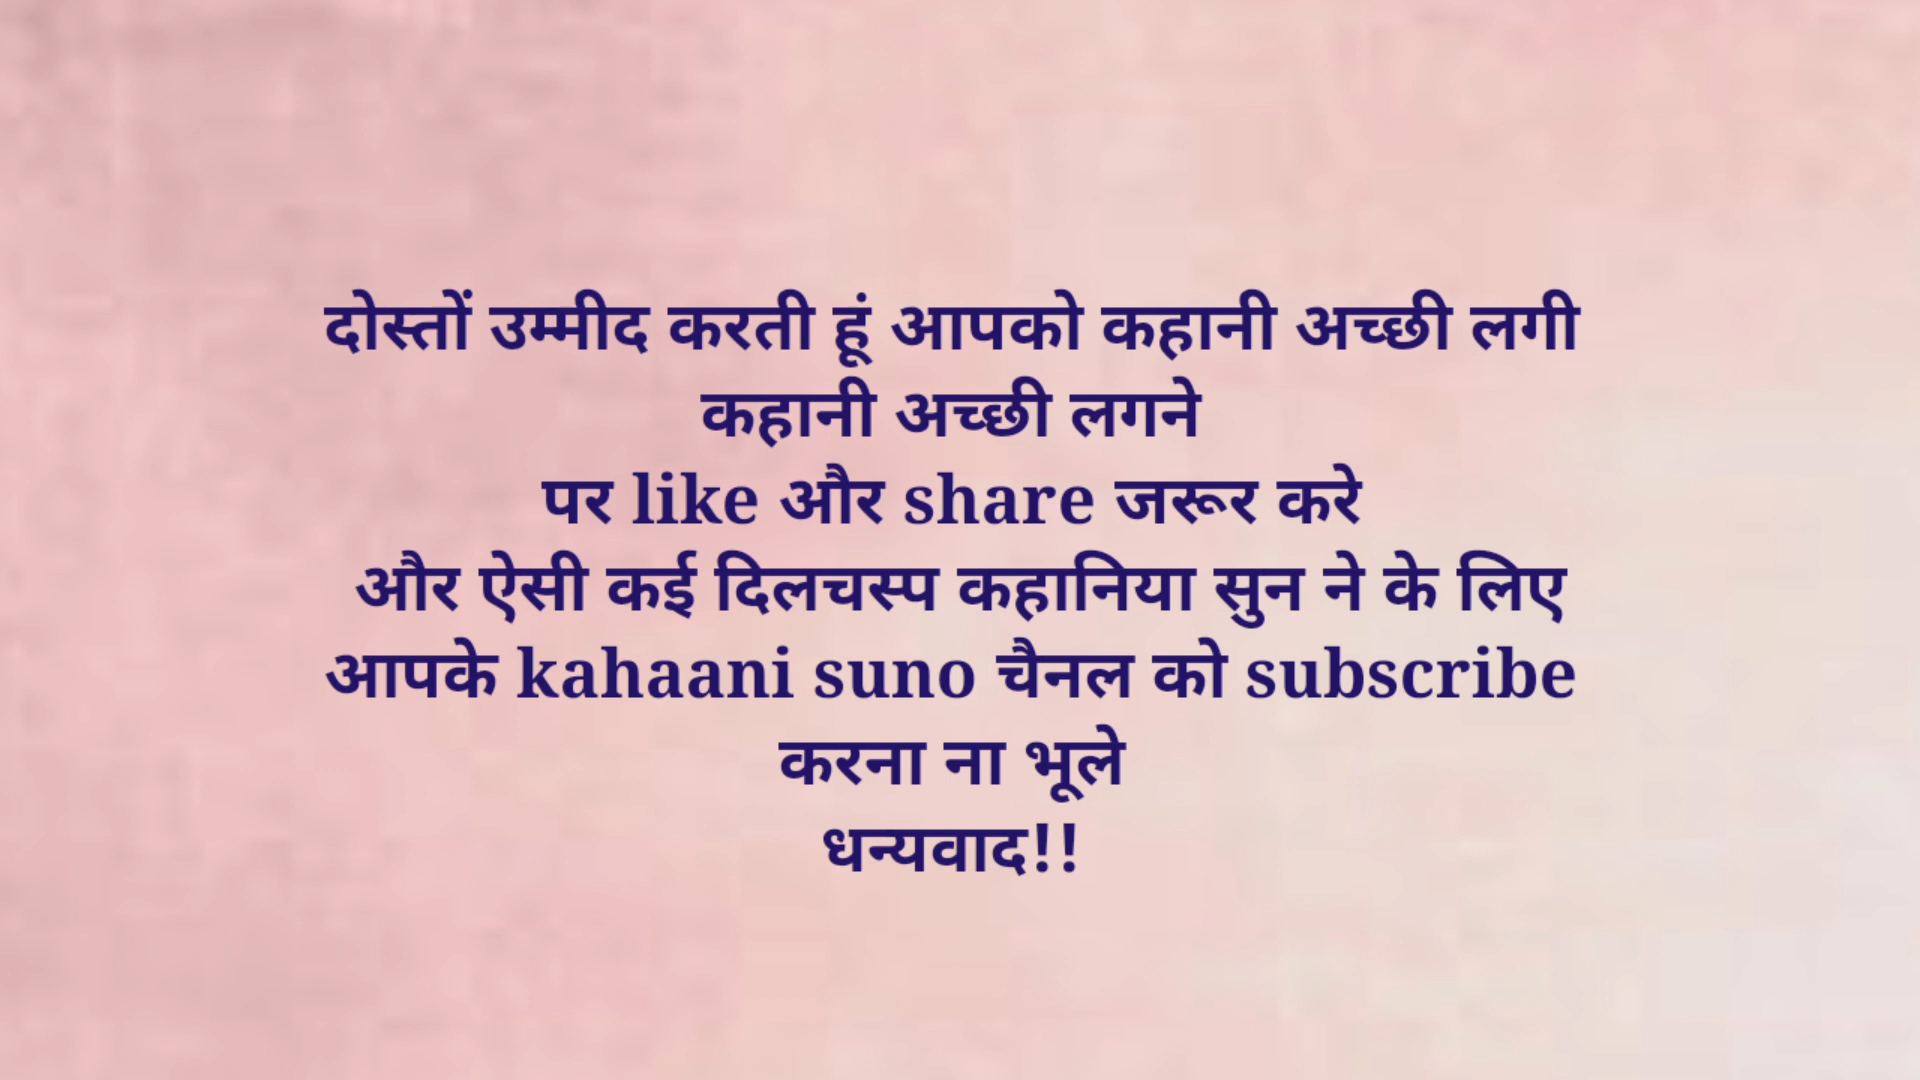 दोस्तों उम्मीद करती हूं आपको कहानी अच्छी लगी
कहानी अच्छी लगने
पर like और share जरूर करे
और ऐसी कई दिलचस्प कहानिया सुन ने के लिए
आपके kahaani suno चैनल को subscribe
करना ना भूले
धन्यवाद!!